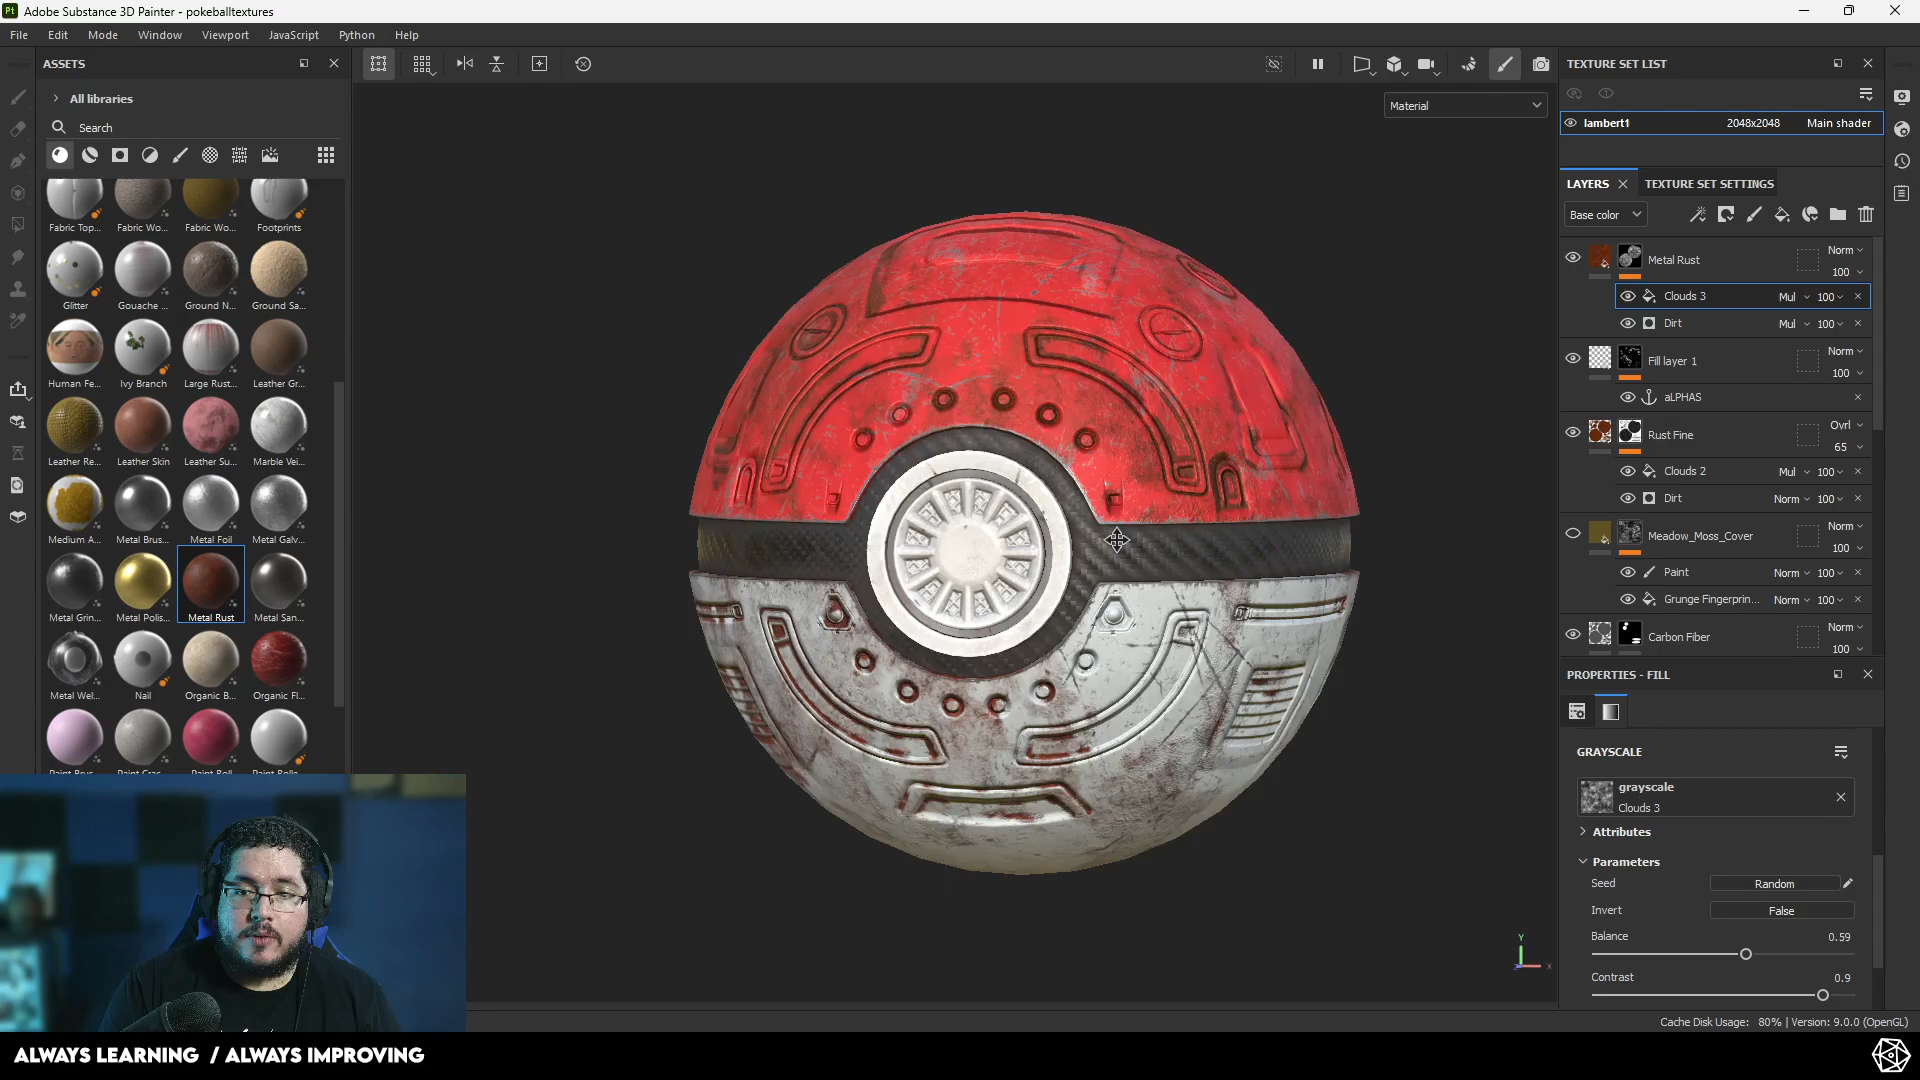 Pt Adobe Substance 3D Painter - pokeballtextures
File Edit Mode Window Viewport JavaScript Python Help
ASSETS
All libraries
Search
Fabric Top...
Fabric Wo...
Fabric Wo...
Footprints
Glitter
Gouache ...
Ground N...
Ground Sa...
Human Fe...
Ivy Branch
Large Rust...
Leather Gr...
Leather Re...
Leather Skin
Leather Su...
Marble Vei...
Medium A...
Metal Brus...
Metal Foil
Metal Galv...
Metal Grin...
Metal Polis...
Metal Rust
Metal San...
Metal Wel...
Nail
Organic B...
Organic Fl...
Material
Y
X
TEXTURE SET LIST
lambert1 2048x2048 Main shader
LAYERS TEXTURE SET SETTINGS
Base color
Metal Rust Norm
100
Clouds 3 Mul 100
Dirt Mul 100
Fill layer 1 Norm
100
aLPHAS
Rust Fine Ovrl
65
Clouds 2 Mul 100
Dirt Norm 100
Meadow_Moss_Cover Norm
100
Paint Norm 100
Grunge Fingerprin... Norm 100
Carbon Fiber Norm
100
PROPERTIES - FILL
GRAYSCALE
grayscale
Clouds 3
Attributes
Parameters
Seed Random
Invert False
Balance 0.59
Contrast 0.9
Cache Disk Usage: 80% | Version: 9.0.0 (OpenGL)
ALWAYS LEARNING / ALWAYS IMPROVING